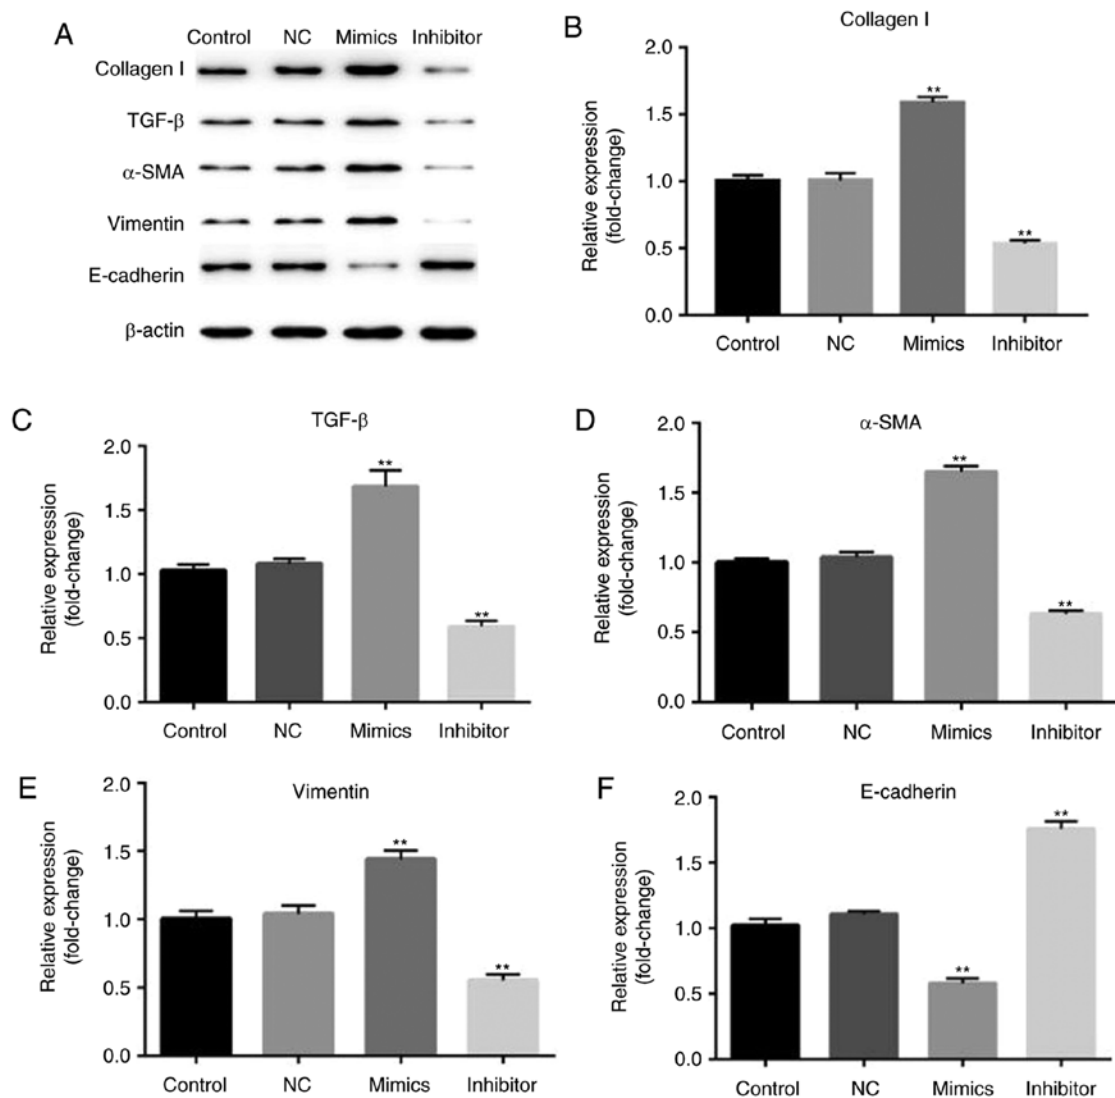 A
Control NC Mimics Inhibitor
Collagen I
TGF-β
α-SMA
Vimentin
E-cadherin
β-actin
B
Collagen I
Relative expression
(fold-change)
2.0
1.5
1.0
0.5
0.0
**
**
Control NC Mimics Inhibitor
C
TGF-β
Relative expression
(fold-change)
2.0
1.5
1.0
0.5
0.0
**
**
Control NC Mimics Inhibitor
D
α-SMA
Relative expression
(fold-change)
2.0
1.5
1.0
0.5
0.0
**
**
Control NC Mimics Inhibitor
E
Vimentin
Relative expression
(fold-change)
2.0
1.5
1.0
0.5
0.0
**
**
Control NC Mimics Inhibitor
F
E-cadherin
Relative expression
(fold-change)
2.0
1.5
1.0
0.5
0.0
**
**
Control NC Mimics Inhibitor